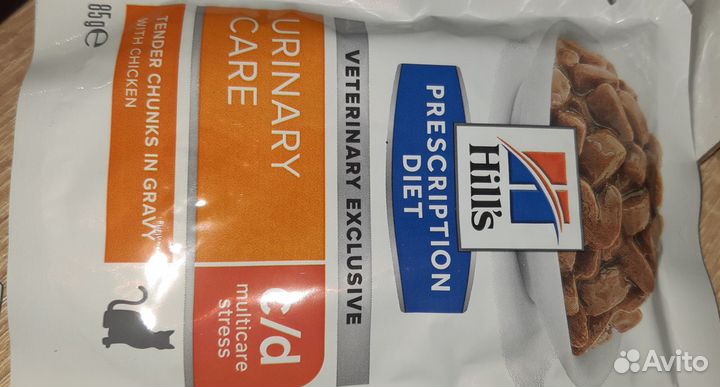 Hill's
PRESCRIPTION
DIET
VETERINARY EXCLUSIVE
URINARY
CARE
c/d
multicare
stress
TENDER CHUNKS IN GRAVY
WITH CHICKEN
85g℮
Avito